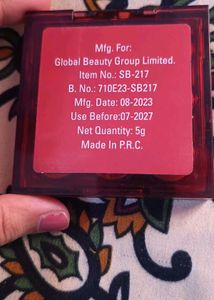 Mfg. For:
Global Beauty Group Limited.
Item No.: SB-217
B. No.: 710E23-SB217
Mfg. Date: 08-2023
Use Before:07-2027
Net Quantity: 5g
Made In P.R.C.